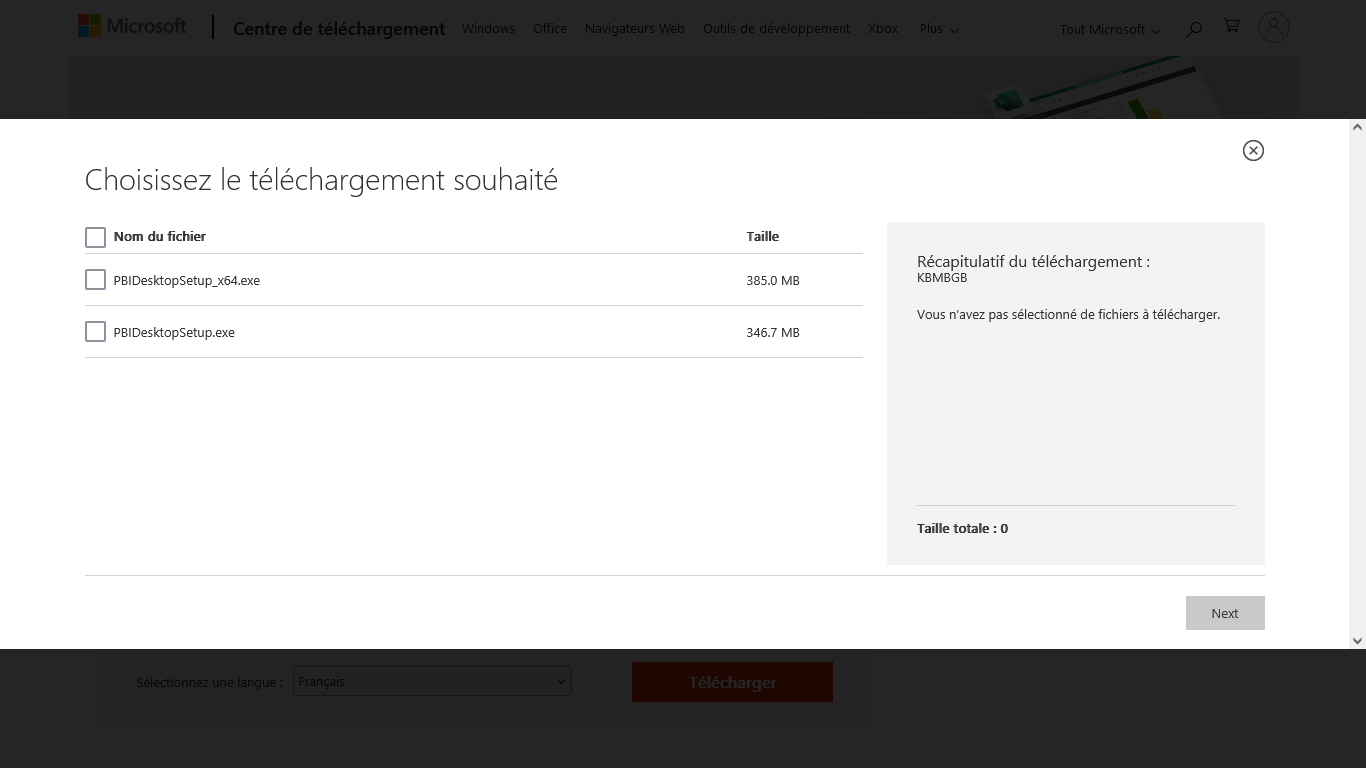 Microsoft
Centre de téléchargement
Windows
Office
Navigateurs Web
Outils de développement
Xbox
Plus
Tout Microsoft
Choisissez le téléchargement souhaité
Nom du fichier
Taille
PBIDesktopSetup_x64.exe
385.0 MB
PBIDesktopSetup.exe
346.7 MB
Récapitulatif du téléchargement :
KBMBGB
Vous n’avez pas sélectionné de fichiers à télécharger.
Taille totale : 0
Next
Sélectionnez une langue :
Français
Télécharger